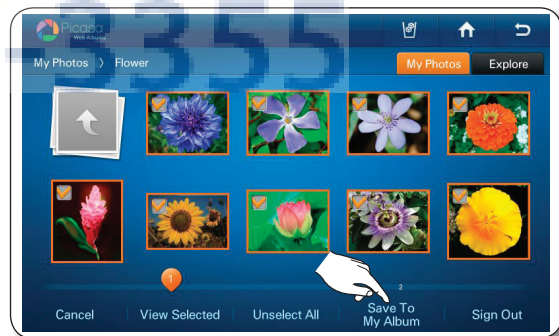 -3355
Picasa
Web Albums
My Photos > Flower
My Photos
Explore
1
2
Cancel
View Selected
Unselect All
Save To
My Album
Sign Out